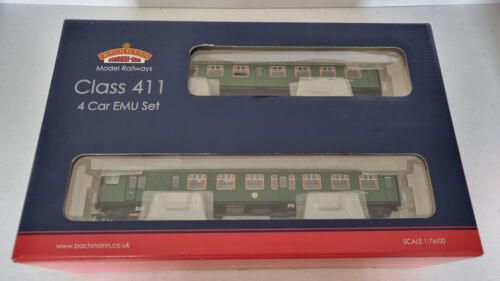 Model Railways
Class 411
4 Car EMU Set
www.bachmann.co.uk
SCALE 1:76/00